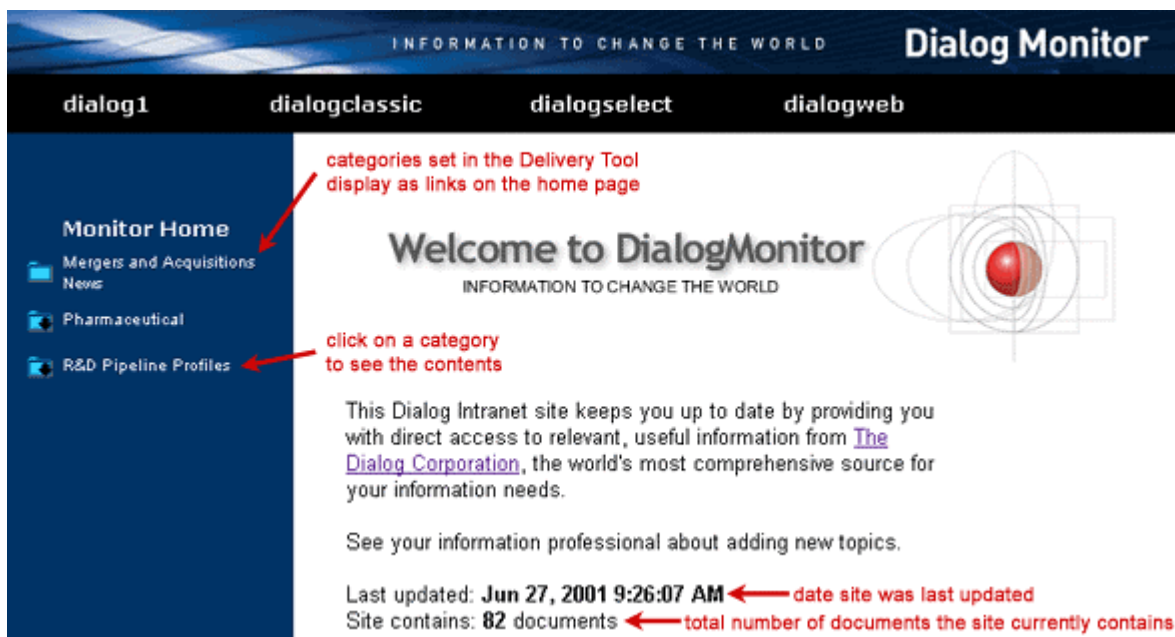 INFORMATION TO CHANGE THE WORLD Dialog Monitor
dialog1 dialogclassic dialogselect dialogweb
categories set in the Delivery Tool
display as links on the home page
Monitor Home
Mergers and Acquisitions
News
Pharmaceutical
R&D Pipeline Profiles
Welcome to DialogMonitor
INFORMATION TO CHANGE THE WORLD
click on a category
to see the contents
This Dialog Intranet site keeps you up to date by providing you
with direct access to relevant, useful information from The
Dialog Corporation, the world's most comprehensive source for
your information needs.
See your information professional about adding new topics.
Last updated: Jun 27, 2001 9:26:07 AM date site was last updated
Site contains: 82 documents total number of documents the site currently contains